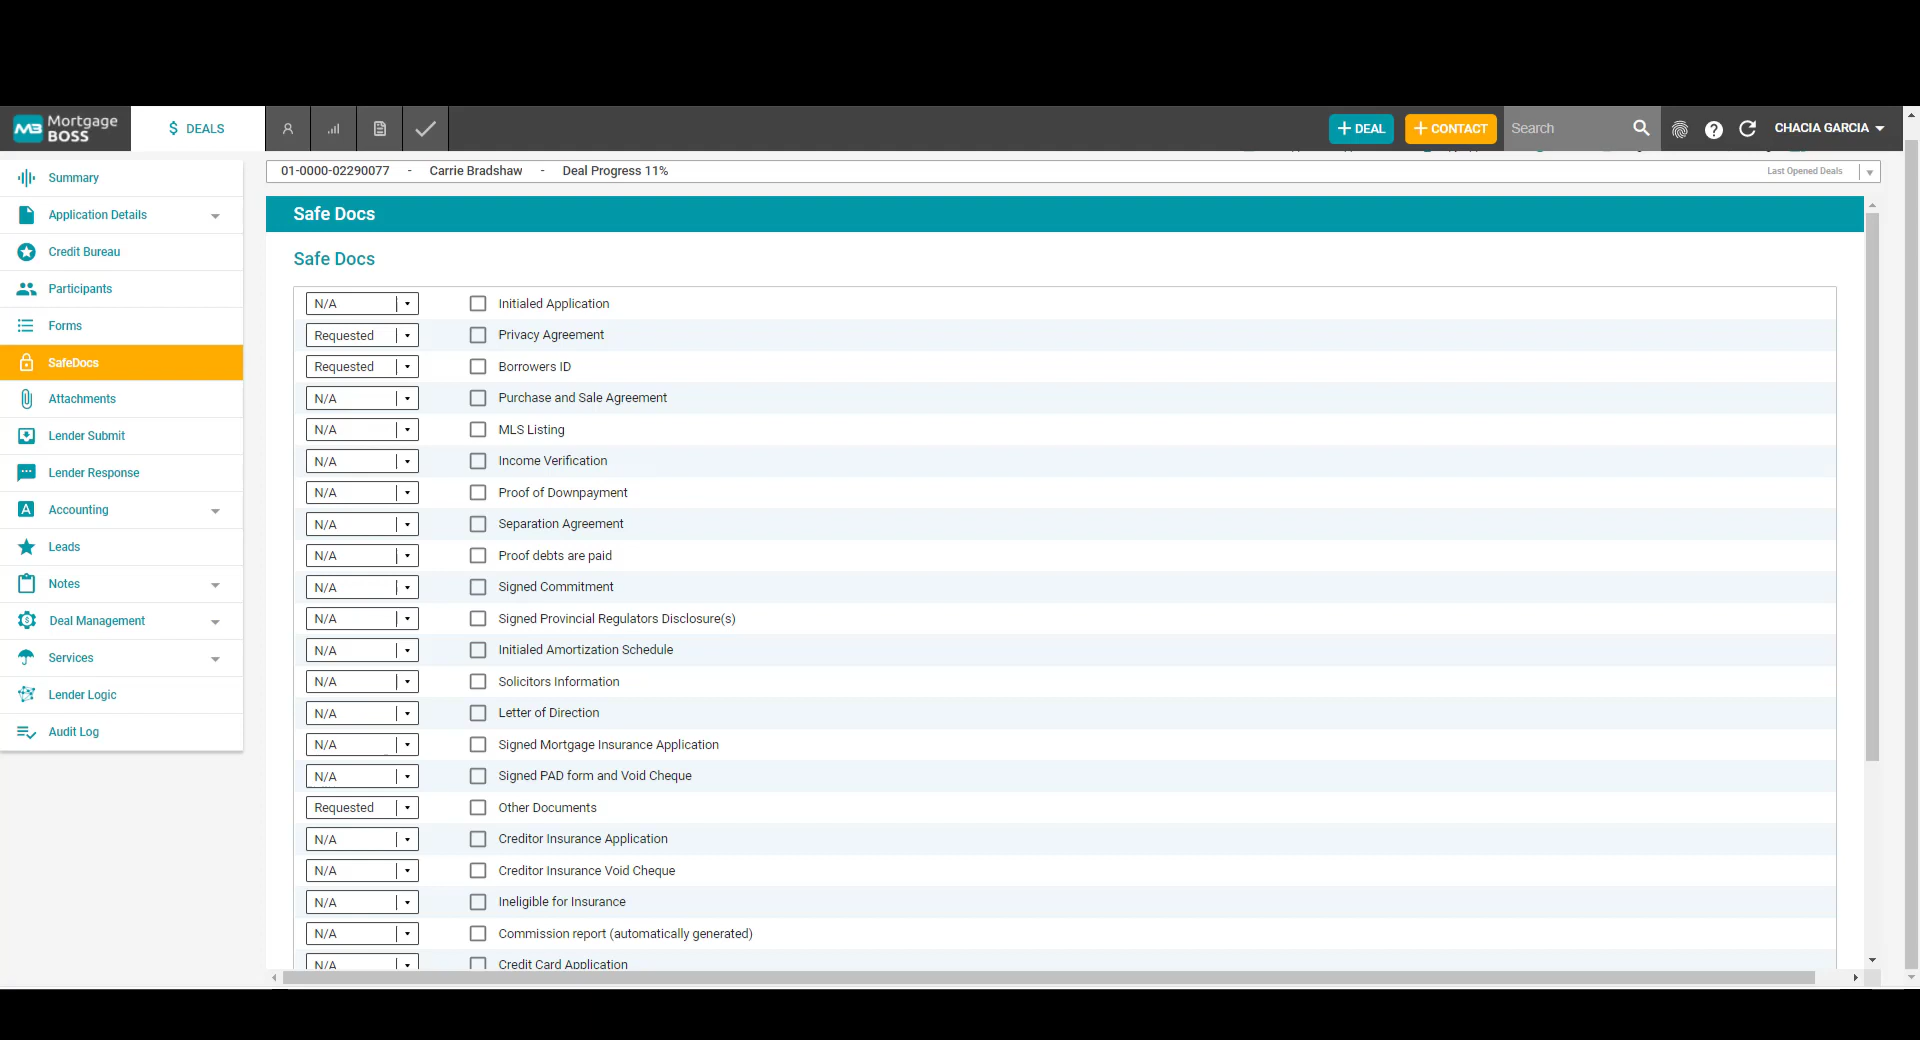 MB Mortgage BOSS
$ DEALS
+ DEAL
+ CONTACT
Search
CHACIA GARCIA
01-0000-02290077 - Carrie Bradshaw - Deal Progress 11%
Last Opened Deals
Summary
Application Details
Credit Bureau
Participants
Forms
SafeDocs
Attachments
Lender Submit
Lender Response
Accounting
Leads
Notes
Deal Management
Services
Lender Logic
Audit Log
Safe Docs
Safe Docs
N/A Initialed Application
Requested Privacy Agreement
Requested Borrowers ID
N/A Purchase and Sale Agreement
N/A MLS Listing
N/A Income Verification
N/A Proof of Downpayment
N/A Separation Agreement
N/A Proof debts are paid
N/A Signed Commitment
N/A Signed Provincial Regulators Disclosure(s)
N/A Initialed Amortization Schedule
N/A Solicitors Information
N/A Letter of Direction
N/A Signed Mortgage Insurance Application
N/A Signed PAD form and Void Cheque
Requested Other Documents
N/A Creditor Insurance Application
N/A Creditor Insurance Void Cheque
N/A Ineligible for Insurance
N/A Commission report (automatically generated)
N/A Credit Card Application